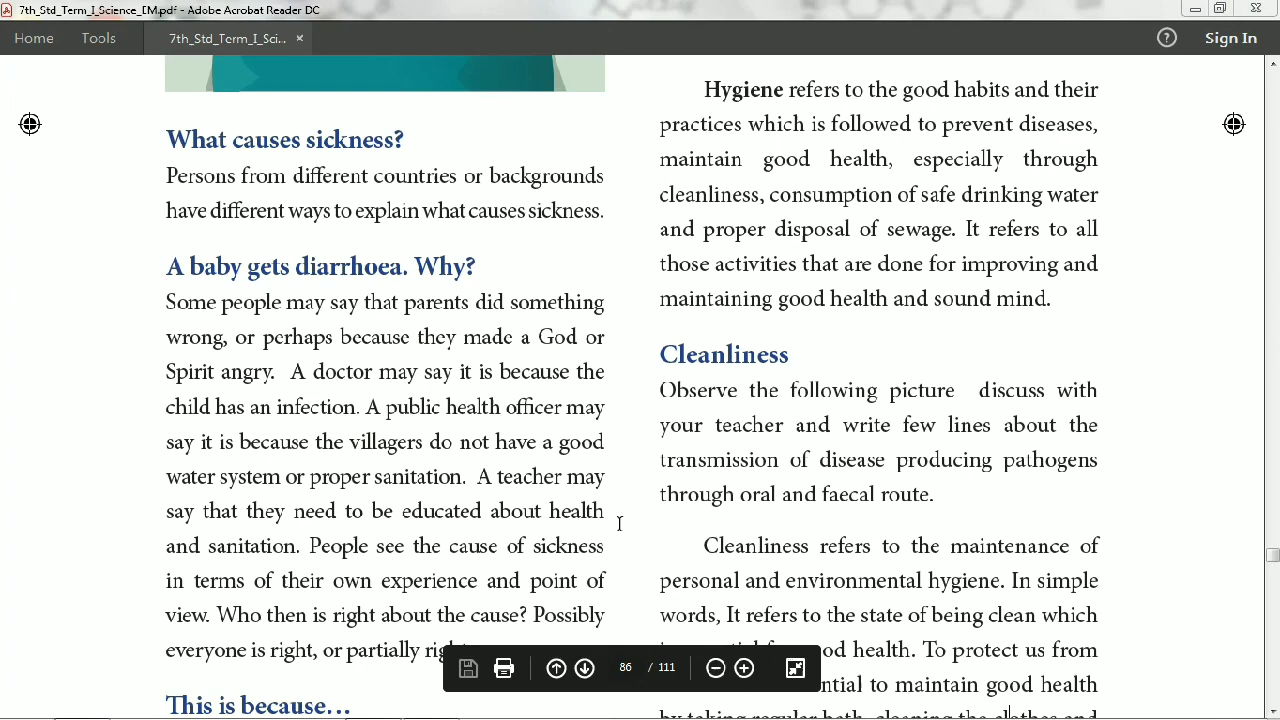 7th_Std_Term_I_Science_EM.pdf - Adobe Acrobat Reader DC
Home Tools 7th_Std_Term_I_Sci... × ? Sign In
What causes sickness?
Persons from different countries or backgrounds
have different ways to explain what causes sickness.
A baby gets diarrhoea. Why?
Some people may say that parents did something
wrong, or perhaps because they made a God or
Spirit angry. A doctor may say it is because the
child has an infection. A public health officer may
say it is because the villagers do not have a good
water system or proper sanitation. A teacher may
say that they need to be educated about health
and sanitation. People see the cause of sickness
in terms of their own experience and point of
view. Who then is right about the cause? Possibly
everyone is right, or partially
This is because…
Hygiene refers to the good habits and their
practices which is followed to prevent diseases,
maintain good health, especially through
cleanliness, consumption of safe drinking water
and proper disposal of sewage. It refers to all
those activities that are done for improving and
maintaining good health and sound mind.
Cleanliness
Observe the following picture discuss with
your teacher and write few lines about the
transmission of disease producing pathogens
through oral and faecal route.
Cleanliness refers to the maintenance of
personal and environmental hygiene. In simple
words, It refers to the state of being clean which
health. To protect us from
to maintain good health
by taking regular bath, cleaning the clothes and
86 / 111